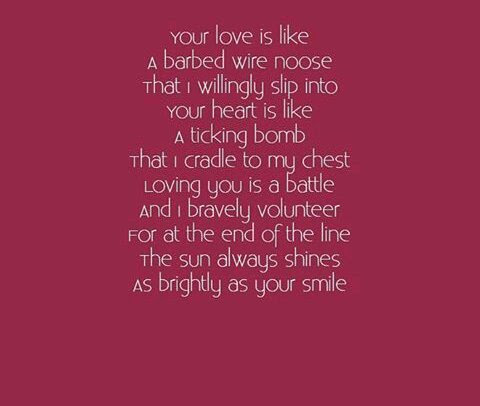 Your love is like
A barbed wire noose
That I willingly slip into
Your heart is like
A ticking bomb
That I cradle to my chest
Loving you is a battle
And I bravely volunteer
For at the end of the line
The sun always shines
As brightly as your smile